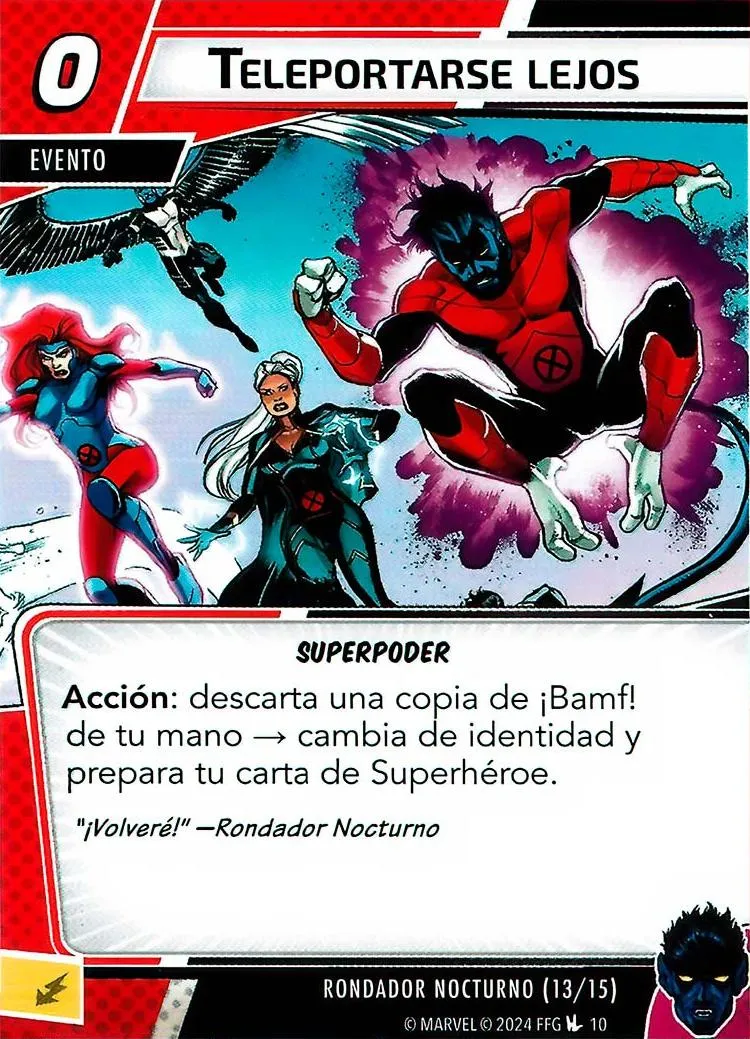 0
TELEPORTARSE LEJOS
EVENTO
SUPERPODER
Acción: descarta una copia de ¡Bamf!
de tu mano → cambia de identidad y
prepara tu carta de Superhéroe.
"¡Volveré!" —Rondador Nocturno
RONDADOR NOCTURNO (13/15)
© MARVEL © 2024 FFG 10